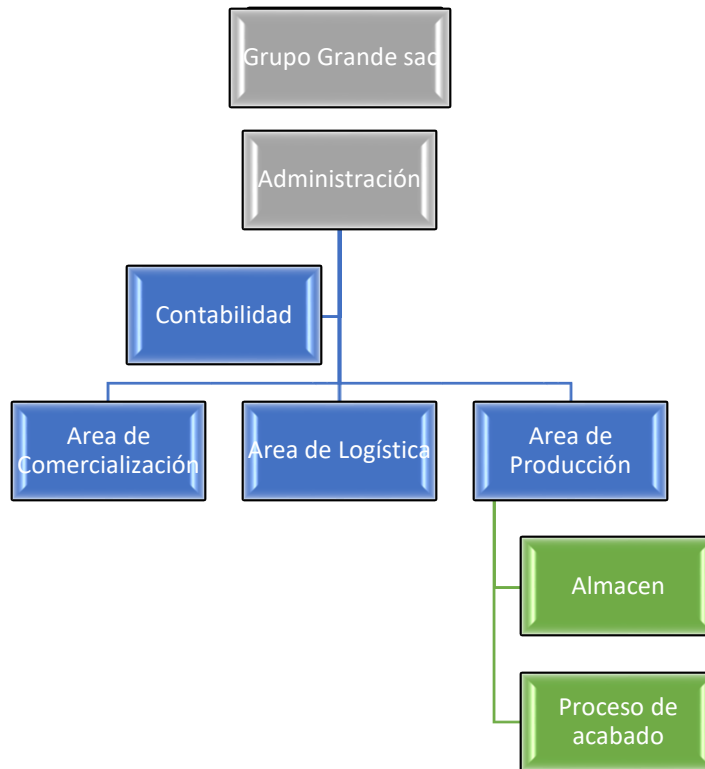 Grupo Grande sac
Administración
Contabilidad
Area de
Comercialización
Area de Logística
Area de
Producción
Almacen
Proceso de
acabado